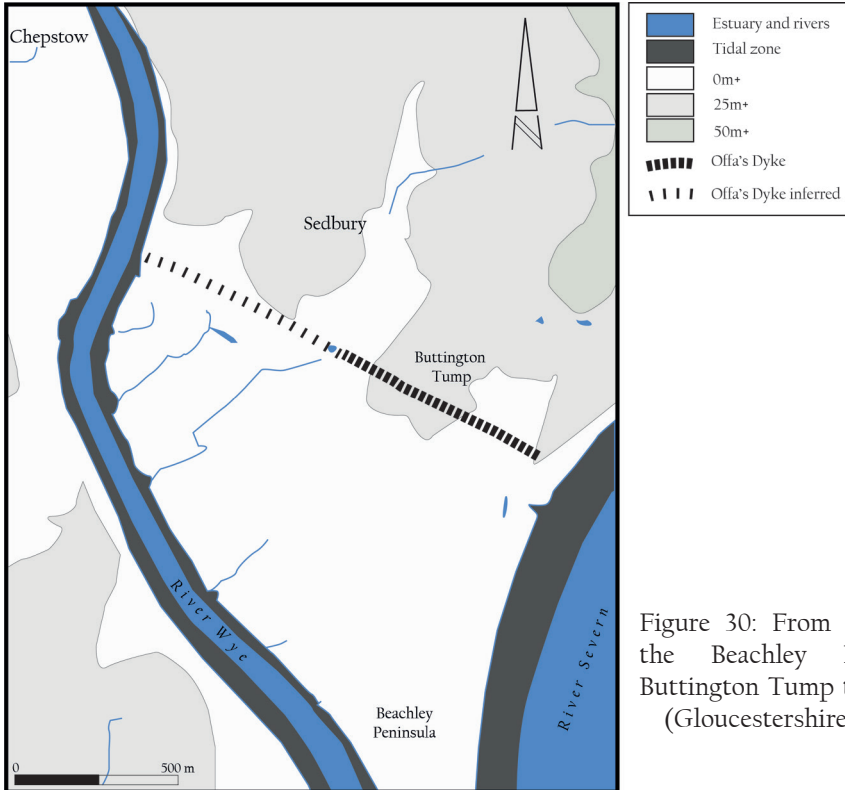 Chepstow
Sedbury
Buttington
Tump
River Wye
River Severn
Beachley
Peninsula
0 500 m
Estuary and rivers
Tidal zone
0m+
25m+
50m+
Offa's Dyke
Offa's Dyke inferred
Figure 30: From
the Beachley
Buttington Tump
(Gloucestershire